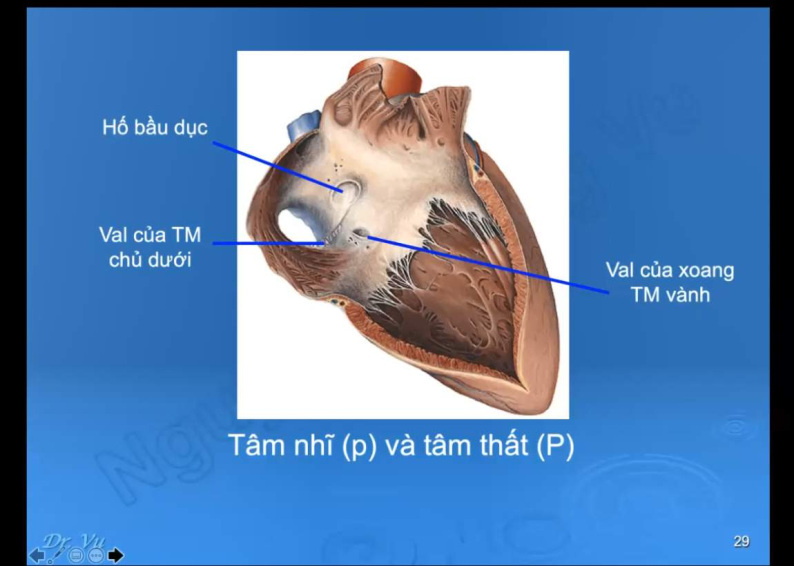 Hố bầu dục
Val của TM
chủ dưới
Val của xoang
TM vành
Tâm nhĩ (p) và tâm thất (P)
Dr. Vu
29